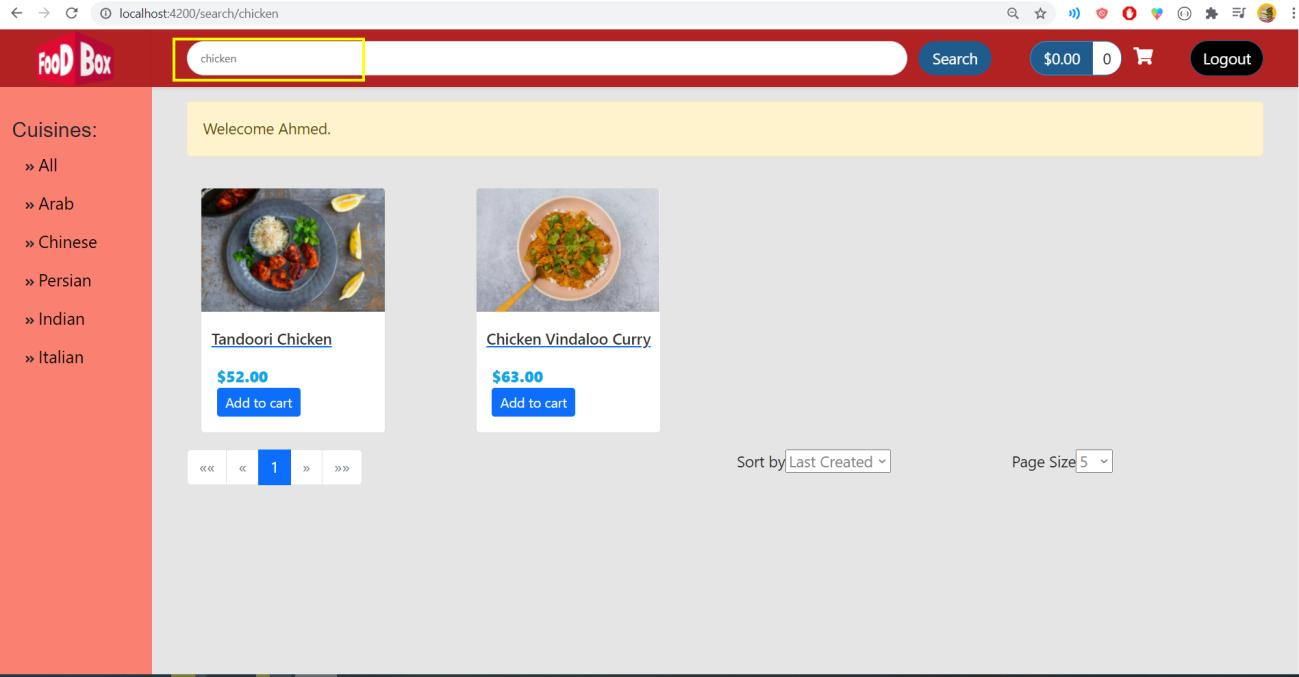 localhost:4200/search/chicken
FooD Box
chicken
Search
$0.00 0
Logout
Cuisines:
» All
» Arab
» Chinese
» Persian
» Indian
» Italian
Welecome Ahmed.
Tandoori Chicken
$52.00
Add to cart
Chicken Vindaloo Curry
$63.00
Add to cart
«« « 1 » »»
Sort by Last Created
Page Size 5